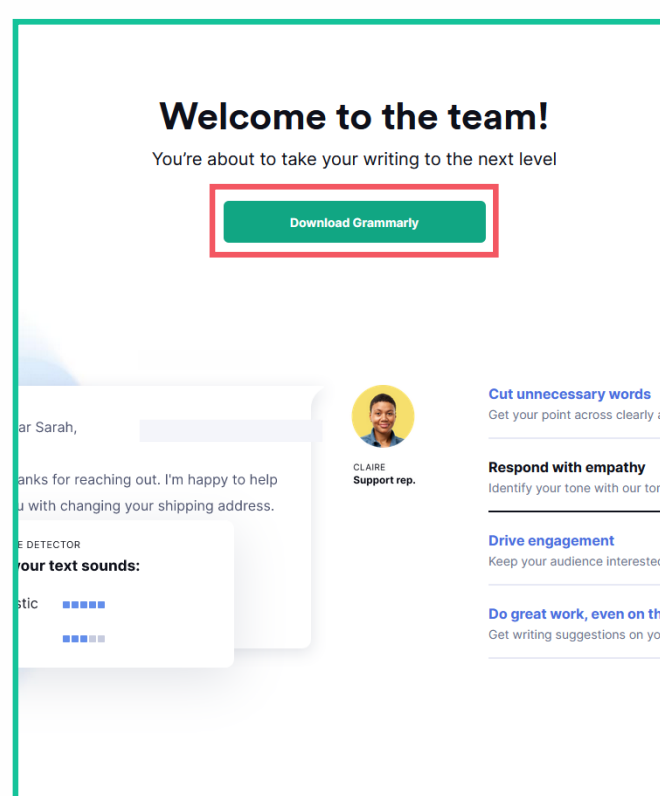 Welcome to the team!
You're about to take your writing to the next level
Download Grammarly
ar Sarah,
anks for reaching out. I'm happy to help
u with changing your shipping address.
E DETECTOR
your text sounds:
stic
CLAIRE
Support rep.
Cut unnecessary words
Get your point across clearly a
Respond with empathy
Identify your tone with our ton
Drive engagement
Keep your audience interested
Do great work, even on th
Get writing suggestions on yo